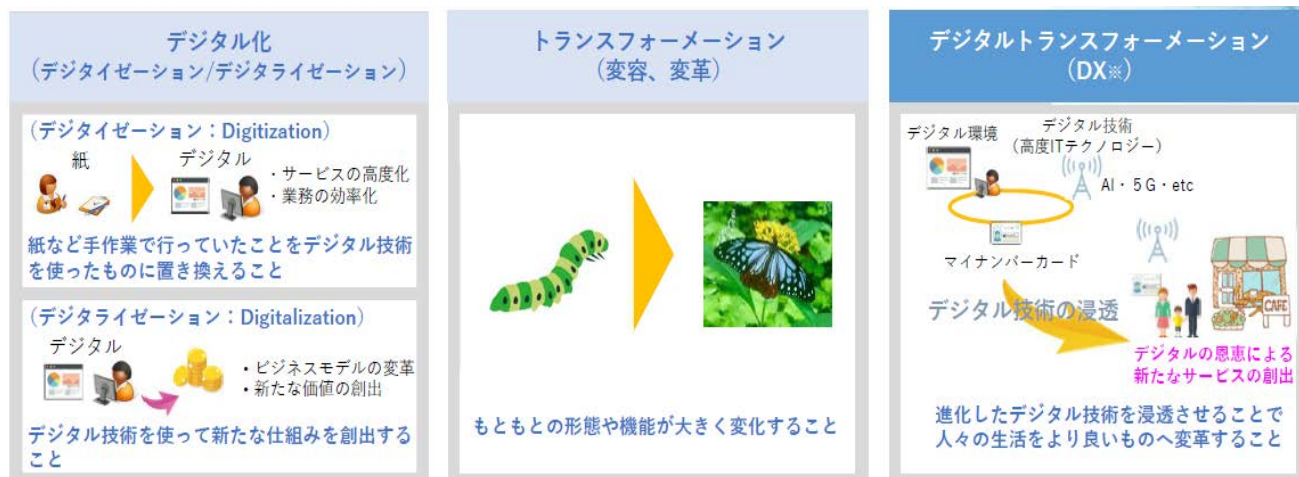 デジタル化
（デジタイゼーション/デジタライゼーション）
（デジタイゼーション：Digitization）
紙
デジタル
・サービスの高度化
・業務の効率化
紙など手作業で行っていたことをデジタル技術
を使ったものに置き換えること
（デジタライゼーション：Digitalization）
デジタル
・ビジネスモデルの変革
・新たな価値の創出
デジタル技術を使って新たな仕組みを創出する
こと
トランスフォーメーション
（変容、変革）
もともとの形態や機能が大きく変化すること
デジタルトランスフォーメーション
（DX※）
デジタル環境
デジタル技術
（高度ITテクノロジー）
AI・５G・etc
マイナンバーカード
デジタル技術の浸透
CAFE
デジタルの恩恵による
新たなサービスの創出
進化したデジタル技術を浸透させることで
人々の生活をより良いものへ変革すること